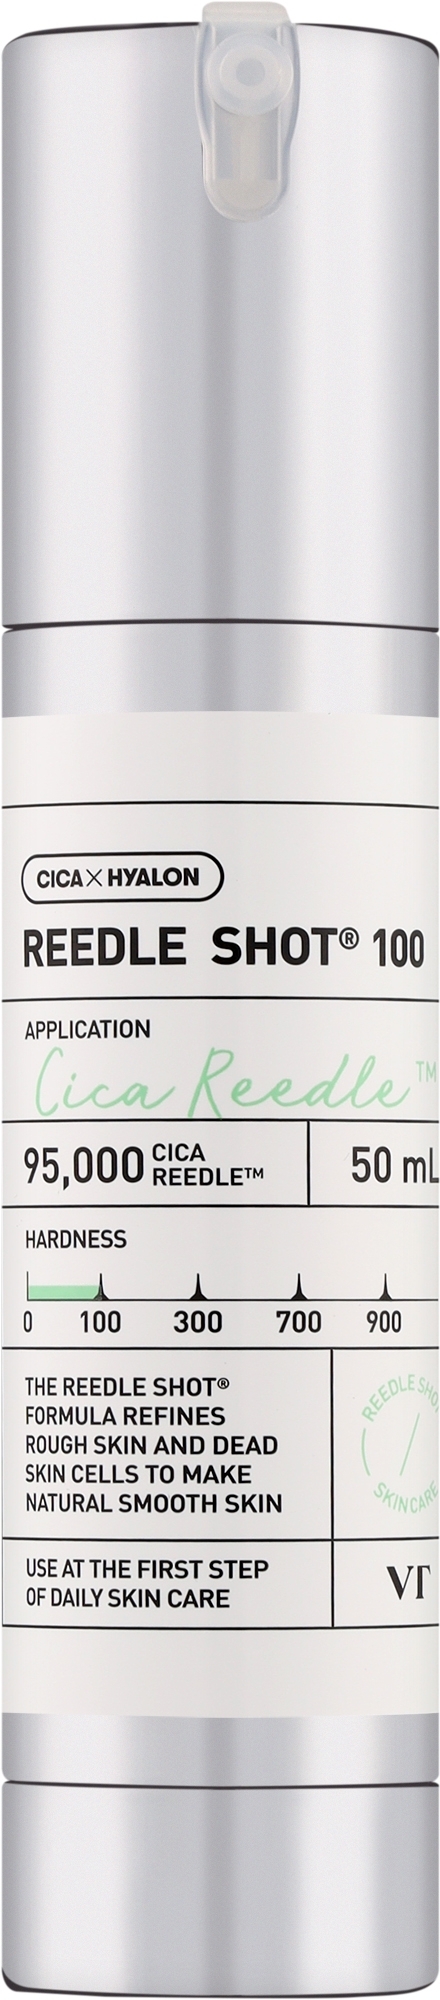 CICA X HYALON
REEDLE SHOT® 100
APPLICATION
Cica Reedle™
95,000 CICA REEDLE™
50 mL
HARDNESS
0 100 300 700 900
THE REEDLE SHOT®
FORMULA REFINES
ROUGH SKIN AND DEAD
SKIN CELLS TO MAKE
NATURAL SMOOTH SKIN
REEDLE SHOT
SKINCARE
USE AT THE FIRST STEP
OF DAILY SKIN CARE
VT